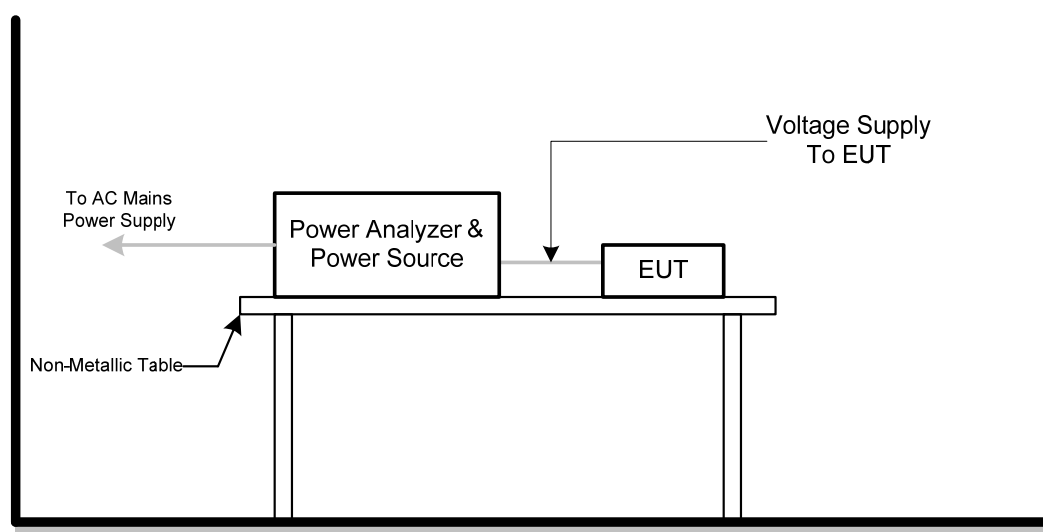 Voltage Supply
To EUT
To AC Mains
Power Supply
Power Analyzer &
Power Source
EUT
Non-Metallic Table